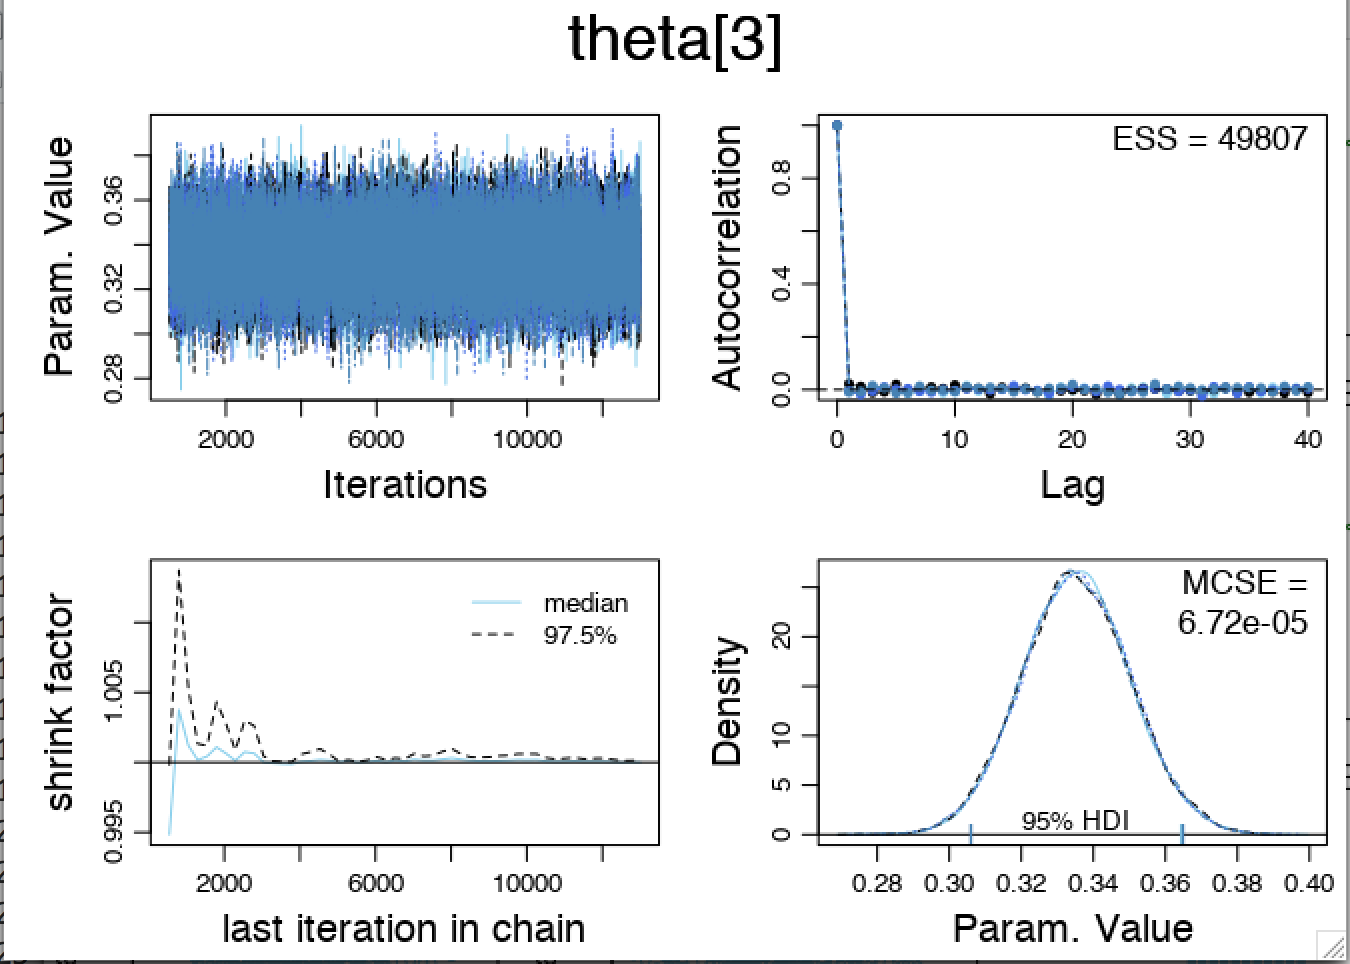 theta[3]
Param. Value
0.28 0.32 0.36
2000 6000 10000
Iterations
Autocorrelation
0.0 0.4 0.8
ESS = 49807
0 10 20 30 40
Lag
shrink factor
0.995 1.005
median
97.5%
2000 6000 10000
last iteration in chain
Density
0 5 10 20
MCSE =
6.72e-05
95% HDI
0.28 0.30 0.32 0.34 0.36 0.38 0.40
Param. Value